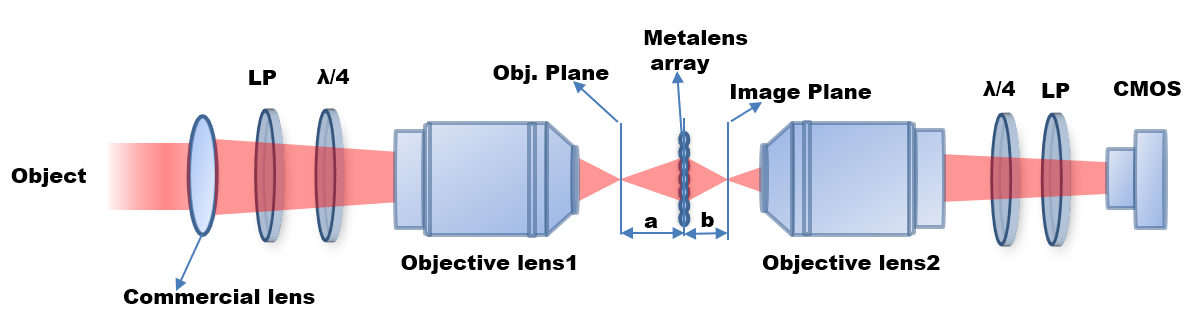 Metalens
array
Obj. Plane
Image Plane
LP
λ/4
λ/4
LP
CMOS
Object
a
b
Objective lens1
Objective lens2
Commercial lens